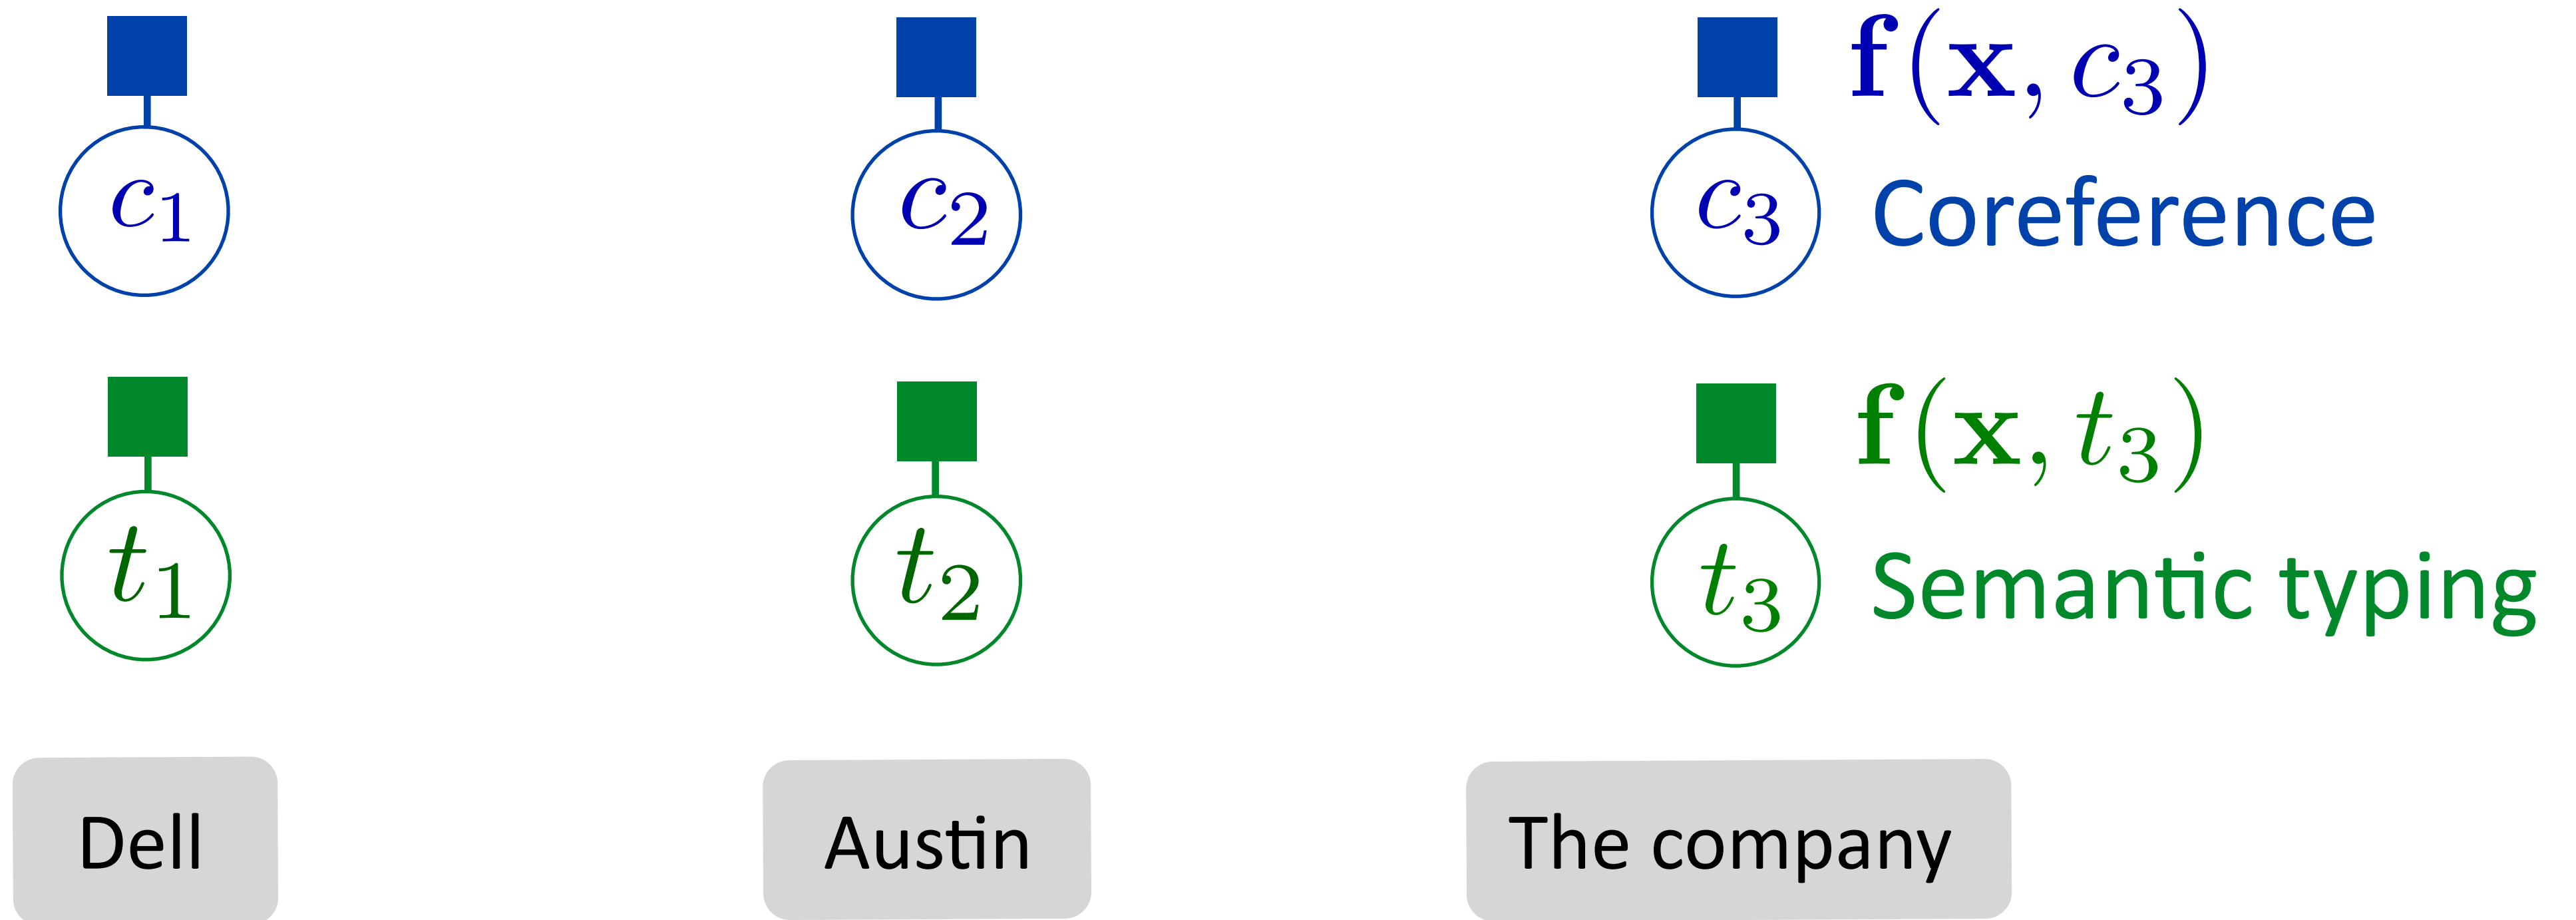 f(x, c₃)
c₁ c₂ c₃ Coreference
f(x, t₃)
t₁ t₂ t₃ Semantic typing
Dell Austin The company